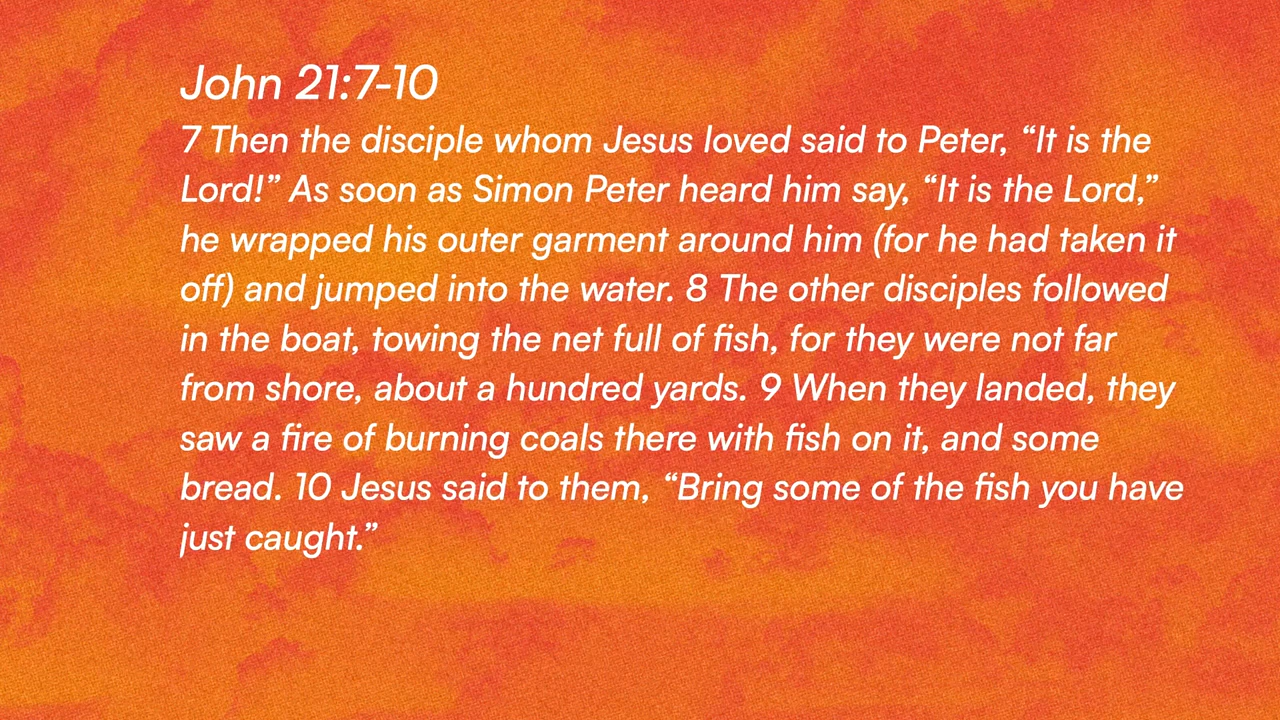 John 21:7-10
7 Then the disciple whom Jesus loved said to Peter, “It is the
Lord!” As soon as Simon Peter heard him say, “It is the Lord,”
he wrapped his outer garment around him (for he had taken it
off) and jumped into the water. 8 The other disciples followed
in the boat, towing the net full of fish, for they were not far
from shore, about a hundred yards. 9 When they landed, they
saw a fire of burning coals there with fish on it, and some
bread. 10 Jesus said to them, “Bring some of the fish you have
just caught.”